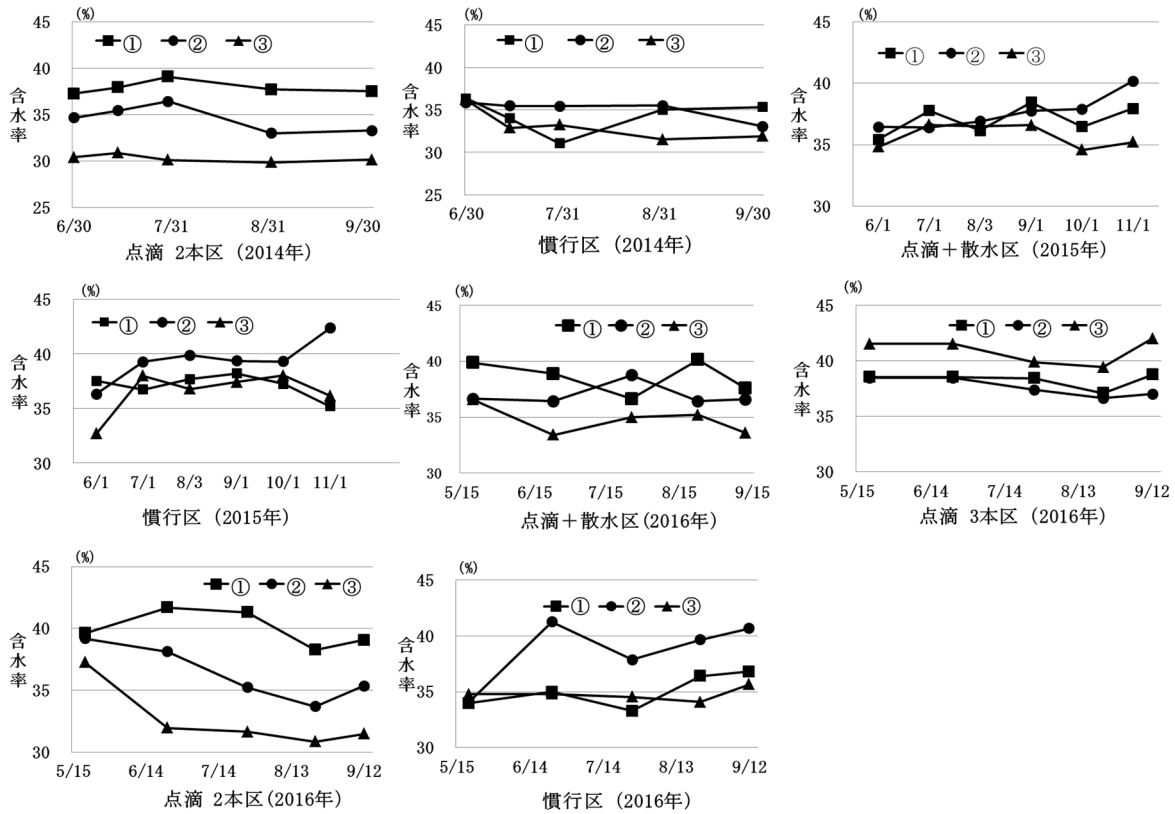 (%)
① ② ③
含水率
45
40
35
30
25
6/30 7/31 8/31 9/30
点滴 2本区 (2014年)
(%)
① ② ③
含水率
45
40
35
30
25
6/30 7/31 8/31 9/30
慣行区 (2014年)
(%)
① ② ③
含水率
45
40
35
30
6/1 7/1 8/3 9/1 10/1 11/1
点滴＋散水区 (2015年)
(%)
① ② ③
含水率
45
40
35
30
6/1 7/1 8/3 9/1 10/1 11/1
慣行区 (2015年)
(%)
① ② ③
含水率
45
40
35
30
5/15 6/15 7/15 8/15 9/15
点滴＋散水区(2016年)
(%)
① ② ③
含水率
45
40
35
30
5/15 6/14 7/14 8/13 9/12
点滴 3本区 (2016年)
(%)
① ② ③
含水率
45
40
35
30
5/15 6/14 7/14 8/13 9/12
点滴 2本区(2016年)
(%)
① ② ③
含水率
45
40
35
30
5/15 6/14 7/14 8/13 9/12
慣行区 (2016年)